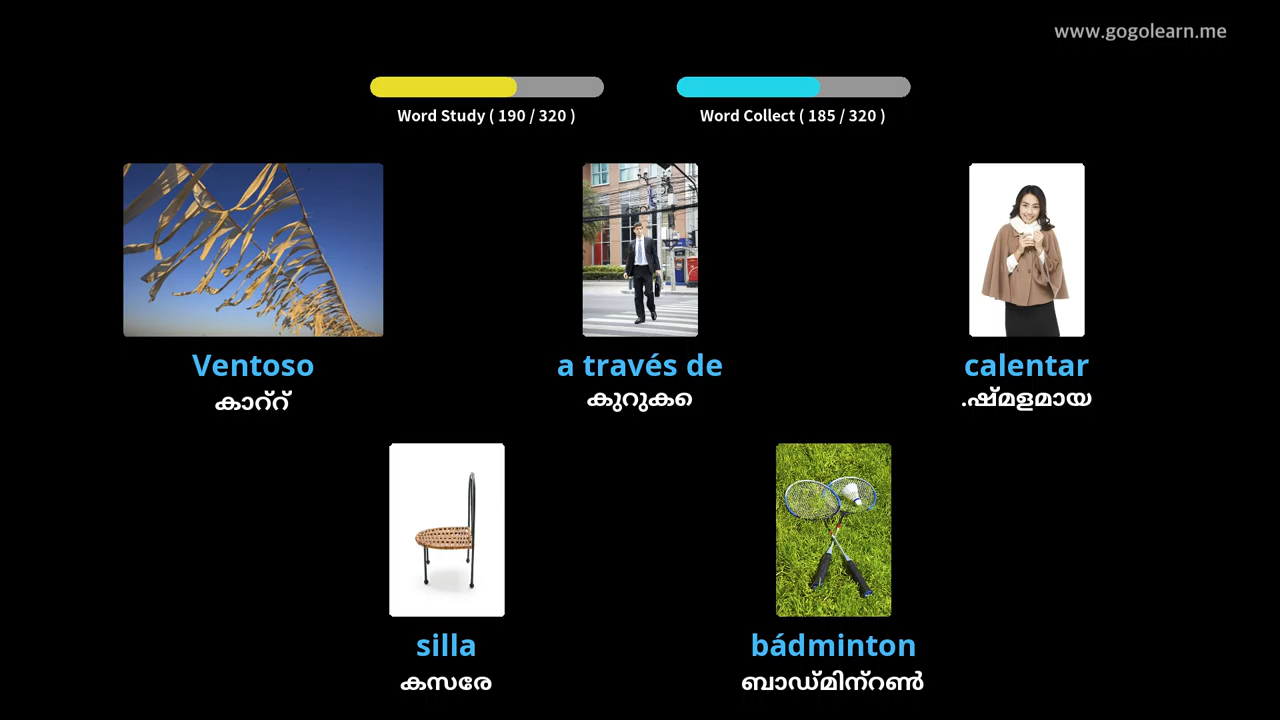 www.gogolearn.me
Word Study ( 190 / 320 )
Word Collect ( 185 / 320 )
Ventoso
കാറ്റ്
a través de
കുറുകെ
calentar
.ഷ്മളമായ
silla
കസരേ
bádminton
ബാഡ്മിന്റൺ